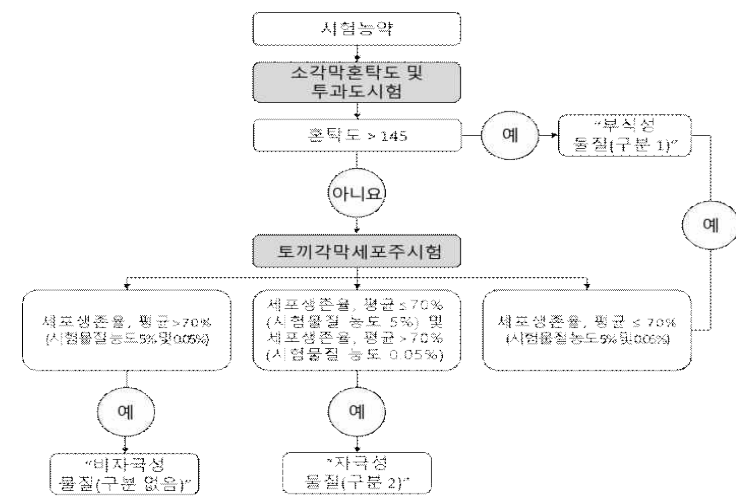 시험농약
소각막혼탁도 및
투과도시험
혼탁도 > 145
예
“부식성
물질(구분 1)”
아니요
예
토끼각막세포주시험
세포생존율, 평균>70%
(시험물질농도5%및0.05%)
세포생존율, 평균≤70%
(시험물질 농도 5%) 및
세포생존율, 평균>70%
(시험물질 농도 0.05%)
세포생존율, 평균 ≤ 70%
(시험물질농도5%및0.05%)
예
예
“비자극성
물질(구분 없음)”
“자극성
물질(구분 2)”